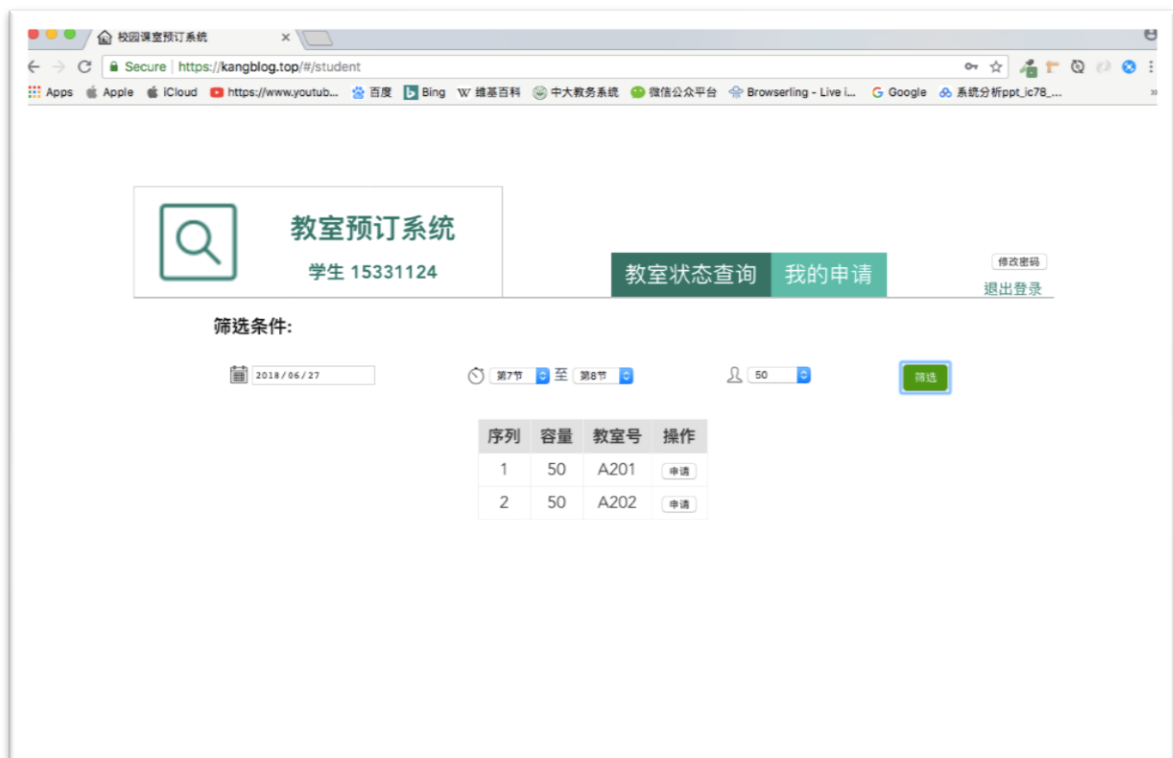 校园课室预订系统
Secure | https://kangblog.top/#/student
Apps Apple iCloud https://www.youtub... 百度 Bing 维基百科 中大教务系统 微信公众平台 Browserling - Live i... Google 系统分析ppt_ic78_...
教室预订系统
学生 15331124
教室状态查询 我的申请
修改密码
退出登录
筛选条件:
2018/06/27 第7节 至 第8节 50 筛选
序列 容量 教室号 操作
1 50 A201 申请
2 50 A202 申请